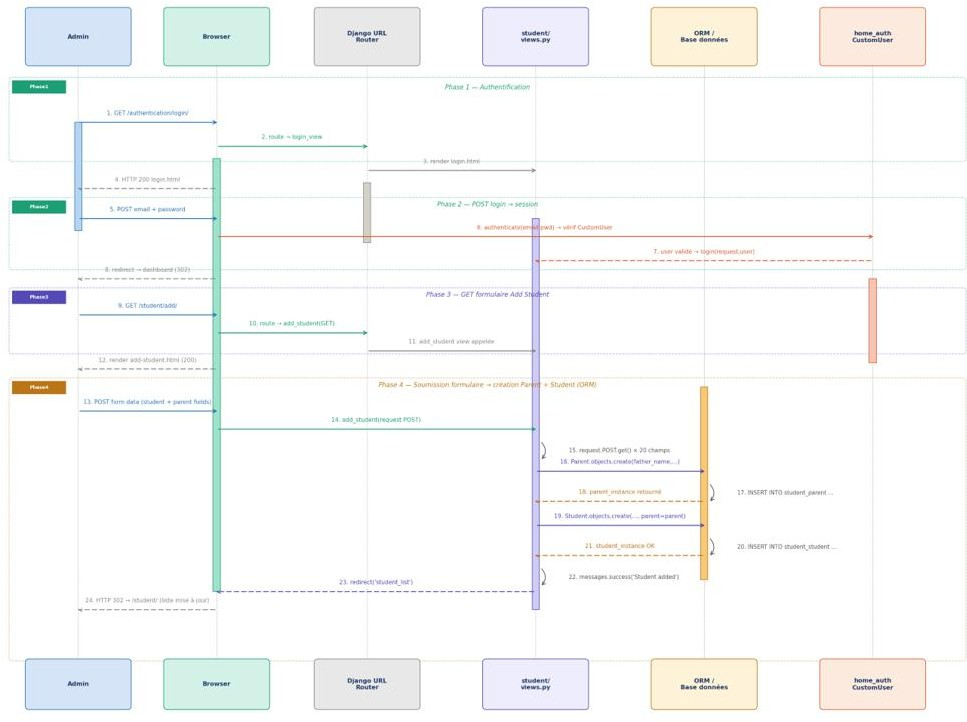 Admin
Browser
Django URL
Router
student/
views.py
ORM /
Base données
home_auth
CustomUser
Phase1
Phase 1 — Authentification
1. GET /authentication/login/
2. route → login_view
3. render login.html
4. HTTP 200 login.html
Phase2
Phase 2 — POST login → session
5. POST email + password
6. authenticate(email,pwd) → vérif CustomUser
7. user validé → login(request,user)
8. redirect → dashboard (302)
Phase3
Phase 3 — GET formulaire Add Student
9. GET /student/add/
10. route → add_student(GET)
11. add_student view appelée
12. render add-student.html (200)
Phase4
Phase 4 — Soumission formulaire → création Parent + Student (ORM)
13. POST form data (student + parent fields)
14. add_student(request POST)
15. request.POST.get() × 20 champs
16. Parent.objects.create(father_name,...)
18. parent_instance retourné
17. INSERT INTO student_parent ...
19. Student.objects.create(..., parent=parent)
21. student_instance OK
20. INSERT INTO student_student ...
22. messages.success('Student added')
23. redirect('student_list')
24. HTTP 302 → /student/ (liste mise à jour)
Admin
Browser
Django URL
Router
student/
views.py
ORM /
Base données
home_auth
CustomUser